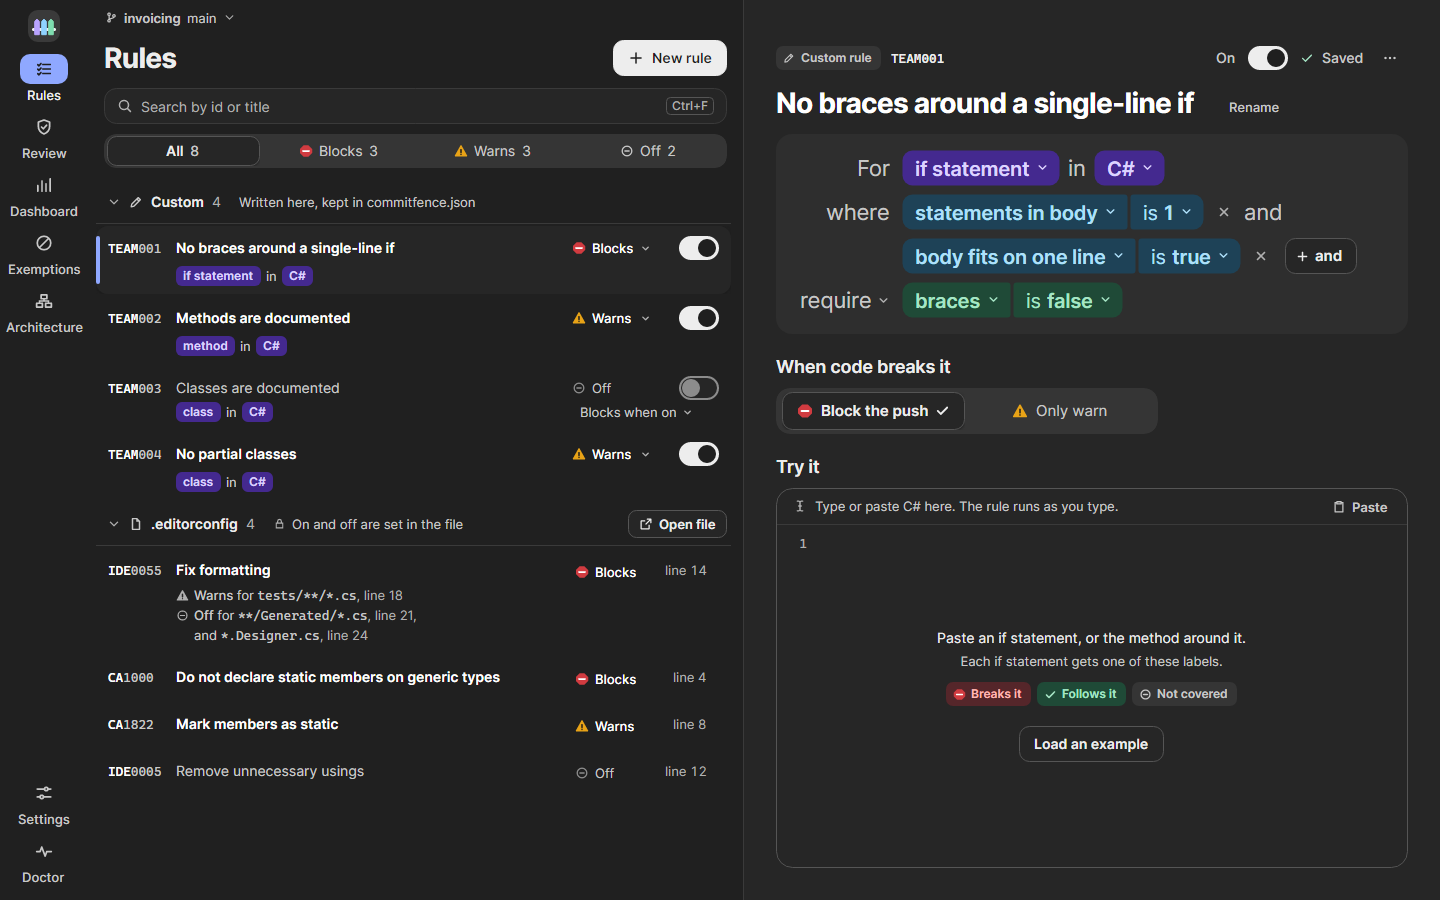 invoicing main
Rules
New rule
Search by id or title
Ctrl+F
All 8
Blocks 3
Warns 3
Off 2
Custom 4 Written here, kept in commitfence.json
TEAM001 No braces around a single-line if Blocks
if statement in C#
TEAM002 Methods are documented Warns
method in C#
TEAM003 Classes are documented Off
class in C# Blocks when on
TEAM004 No partial classes Warns
class in C#
.editorconfig 4 On and off are set in the file Open file
IDE0055 Fix formatting Blocks line 14
Warns for tests/**/*.cs, line 18
Off for **/Generated/*.cs, line 21,
and *.Designer.cs, line 24
CA1000 Do not declare static members on generic types Blocks line 4
CA1822 Mark members as static Warns line 8
IDE0005 Remove unnecessary usings Off line 12
Rules
Review
Dashboard
Exemptions
Architecture
Settings
Doctor
Custom rule TEAM001 On Saved
No braces around a single-line if Rename
For if statement in C#
where statements in body is 1 × and
body fits on one line is true × + and
require braces is false
When code breaks it
Block the push Only warn
Try it
Type or paste C# here. The rule runs as you type. Paste
1
Paste an if statement, or the method around it.
Each if statement gets one of these labels.
Breaks it Follows it Not covered
Load an example